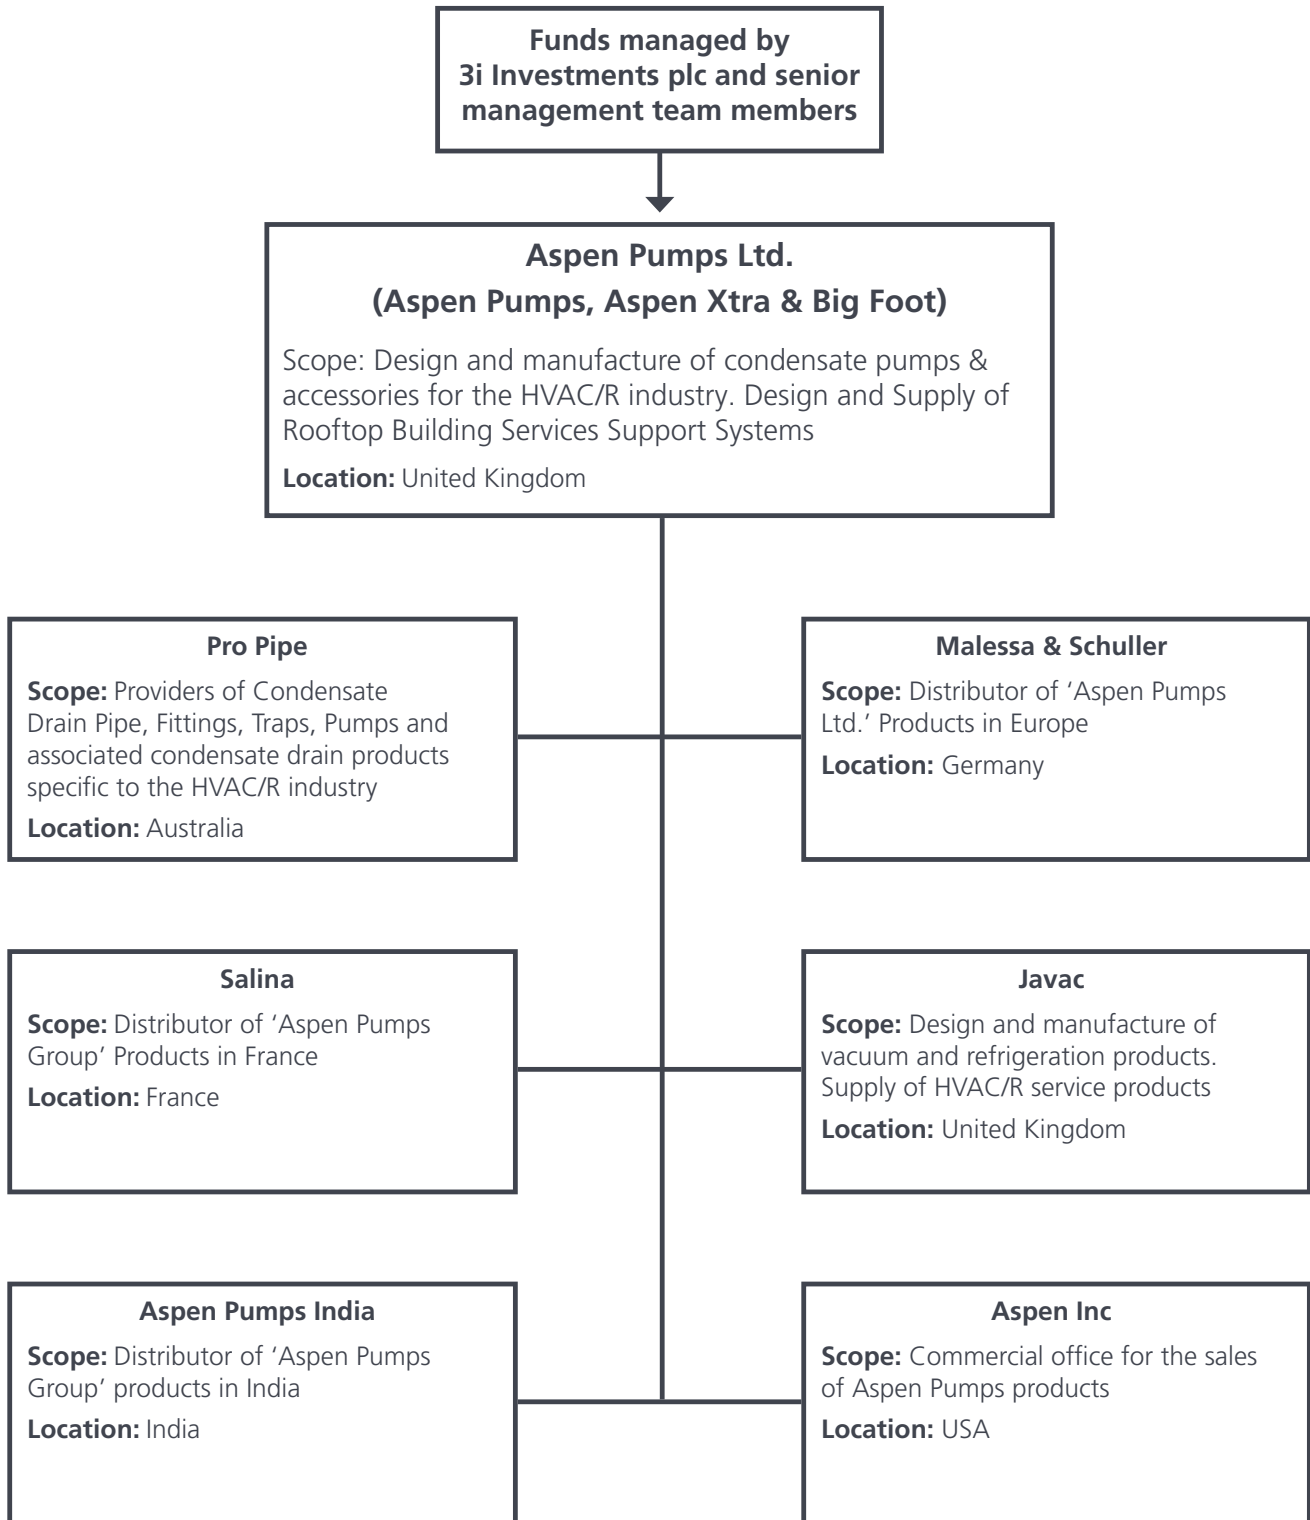 Funds managed by
3i Investments plc and senior
management team members
Aspen Pumps Ltd.
(Aspen Pumps, Aspen Xtra & Big Foot)
Scope: Design and manufacture of condensate pumps &
accessories for the HVAC/R industry. Design and Supply of
Rooftop Building Services Support Systems
Location: United Kingdom
Pro Pipe
Scope: Providers of Condensate
Drain Pipe, Fittings, Traps, Pumps and
associated condensate drain products
specific to the HVAC/R industry
Location: Australia
Malessa & Schuller
Scope: Distributor of ‘Aspen Pumps
Ltd.’ Products in Europe
Location: Germany
Salina
Scope: Distributor of ‘Aspen Pumps
Group’ Products in France
Location: France
Javac
Scope: Design and manufacture of
vacuum and refrigeration products.
Supply of HVAC/R service products
Location: United Kingdom
Aspen Pumps India
Scope: Distributor of ‘Aspen Pumps
Group’ products in India
Location: India
Aspen Inc
Scope: Commercial office for the sales
of Aspen Pumps products
Location: USA